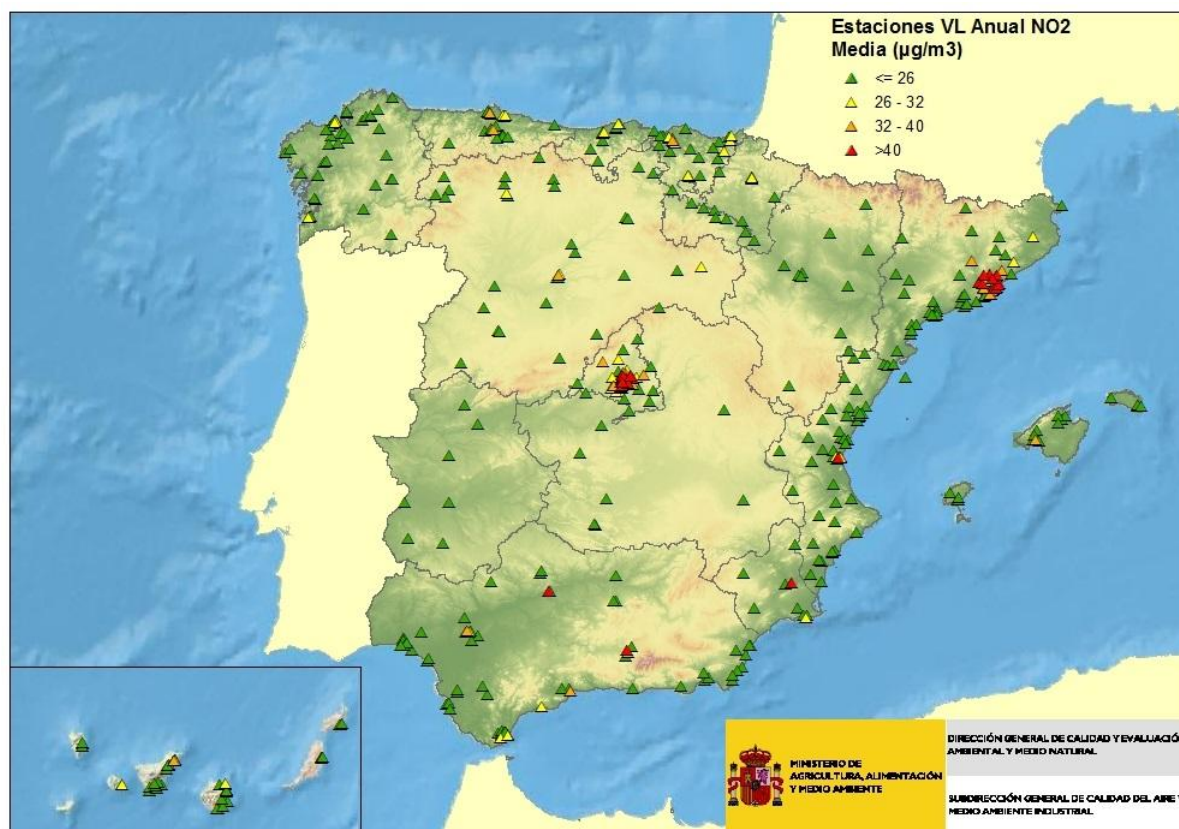 Estaciones VL Anual NO2
Media (µg/m3)
<= 26
26 - 32
32 - 40
>40
MINISTERIO DE
AGRICULTURA, ALIMENTACIÓN
Y MEDIO AMBIENTE
DIRECCIÓN GENERAL DE CALIDAD Y EVALUACIÓ
AMBIENTAL Y MEDIO NATURAL
SUBDIRECCIÓN GENERAL DE CALIDAD DEL AIRE Y
MEDIO AMBIENTE INDUSTRIAL